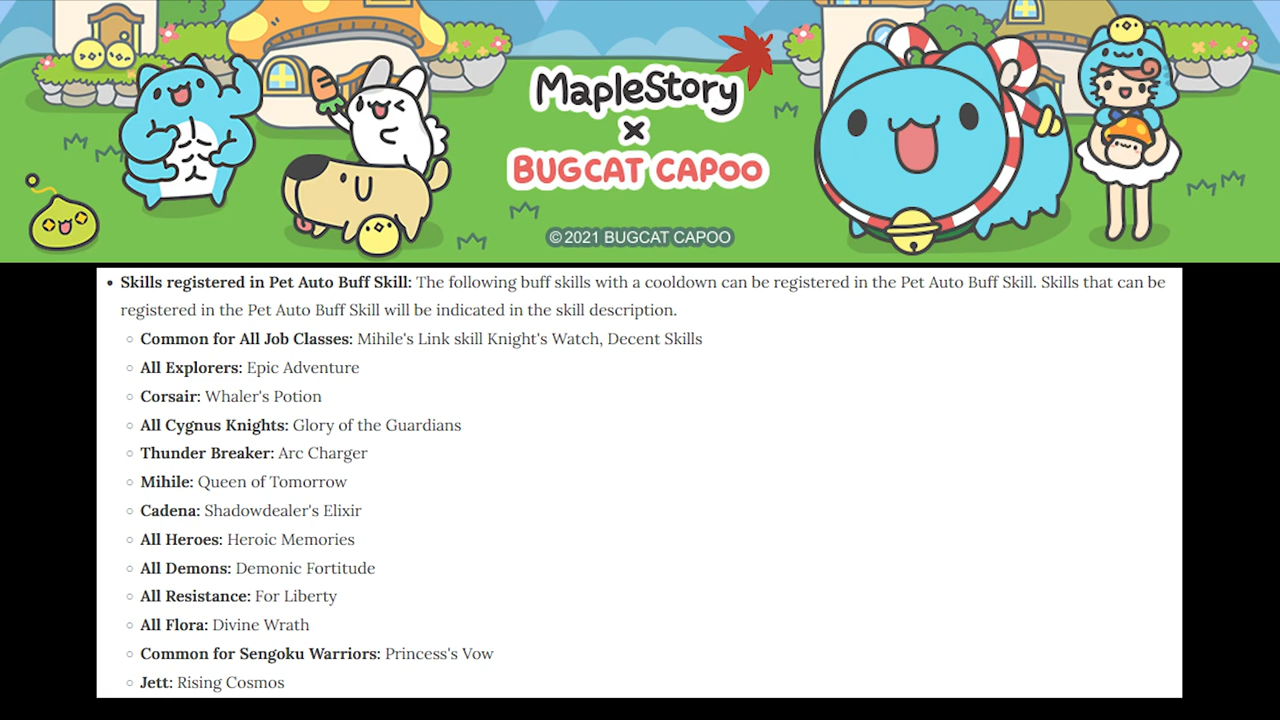 MapleStory
×
BUGCAT CAPOO
©2021 BUGCAT CAPOO
• Skills registered in Pet Auto Buff Skill: The following buff skills with a cooldown can be registered in the Pet Auto Buff Skill. Skills that can be
registered in the Pet Auto Buff Skill will be indicated in the skill description.
○ Common for All Job Classes: Mihile's Link skill Knight's Watch, Decent Skills
○ All Explorers: Epic Adventure
○ Corsair: Whaler's Potion
○ All Cygnus Knights: Glory of the Guardians
○ Thunder Breaker: Arc Charger
○ Mihile: Queen of Tomorrow
○ Cadena: Shadowdealer's Elixir
○ All Heroes: Heroic Memories
○ All Demons: Demonic Fortitude
○ All Resistance: For Liberty
○ All Flora: Divine Wrath
○ Common for Sengoku Warriors: Princess's Vow
○ Jett: Rising Cosmos